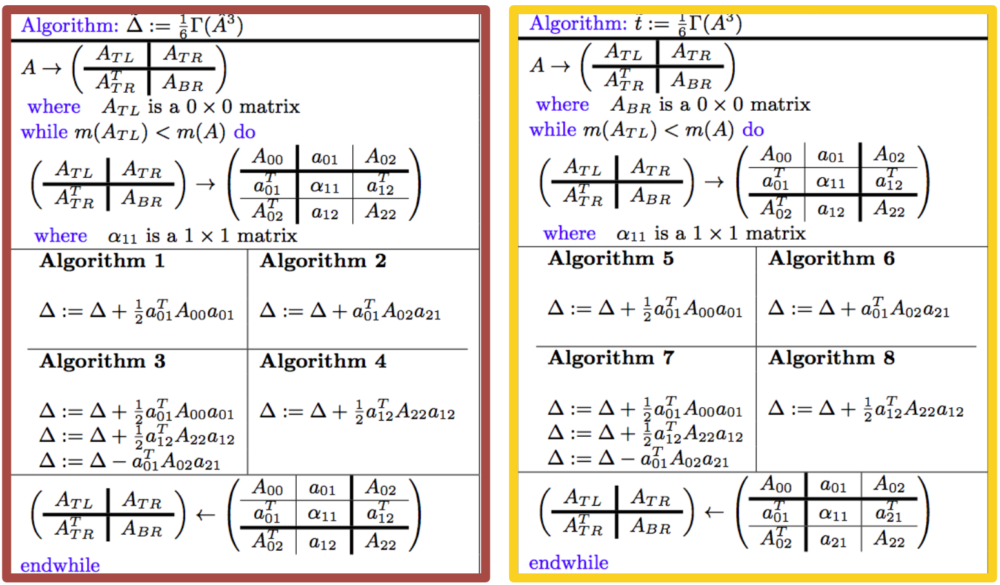 Algorithm: Δ̃ := 1/6 Γ(Ã³)
A → ( A_TL | A_TR
A_TR^T | A_BR )
where A_TL is a 0 × 0 matrix
while m(A_TL) < m(A) do
( A_TL | A_TR
A_TR^T | A_BR ) → ( A_00 | a_01 | A_02
a_01^T | α_11 | a_12^T
A_02^T | a_12 | A_22 )
where α_11 is a 1 × 1 matrix
Algorithm 1
Δ := Δ + 1/2 a_01^T A_00 a_01
Algorithm 2
Δ := Δ + a_01^T A_02 a_21
Algorithm 3
Δ := Δ + 1/2 a_01^T A_00 a_01
Δ := Δ + 1/2 a_12^T A_22 a_12
Δ := Δ − a_01^T A_02 a_21
Algorithm 4
Δ := Δ + 1/2 a_12^T A_22 a_12
( A_TL | A_TR
A_TR^T | A_BR ) ← ( A_00 | a_01 | A_02
a_01^T | α_11 | a_12^T
A_02^T | a_12 | A_22 )
endwhile
Algorithm: t̃ := 1/6 Γ(A³)
A → ( A_TL | A_TR
A_TR^T | A_BR )
where A_BR is a 0 × 0 matrix
while m(A_TL) < m(A) do
( A_TL | A_TR
A_TR^T | A_BR ) → ( A_00 | a_01 | A_02
a_01^T | α_11 | a_12^T
A_02^T | a_12 | A_22 )
where α_11 is a 1 × 1 matrix
Algorithm 5
Δ := Δ + 1/2 a_01^T A_00 a_01
Algorithm 6
Δ := Δ + a_01^T A_02 a_21
Algorithm 7
Δ := Δ + 1/2 a_01^T A_00 a_01
Δ := Δ + 1/2 a_12^T A_22 a_12
Δ := Δ − a_01^T A_02 a_21
Algorithm 8
Δ := Δ + 1/2 a_12^T A_22 a_12
( A_TL | A_TR
A_TR^T | A_BR ) ← ( A_00 | a_01 | A_02
a_01^T | α_11 | a_21^T
A_02^T | a_21 | A_22 )
endwhile